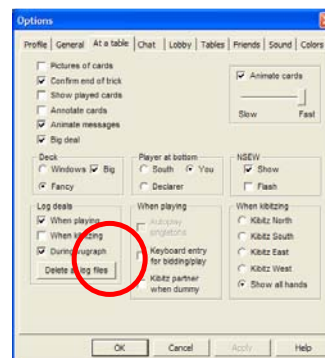 Options
Profile General At a table Chat Lobby Tables Friends Sound Colors
Pictures of cards
Confirm end of trick
Show played cards
Annotate cards
Animate messages
Big deal
Animate cards
Slow Fast
Deck
Windows Big
Fancy
Player at bottom
South You
Declarer
NSEW
Show
Flash
Log deals
When playing
When kibitzing
During vugraph
Delete all log files
When playing
Autoplay
singletons
Keyboard entry
for bidding/play
Kibitz partner
when dummy
When kibitzing
Kibitz North
Kibitz South
Kibitz East
Kibitz West
Show all hands
OK Cancel Apply Help